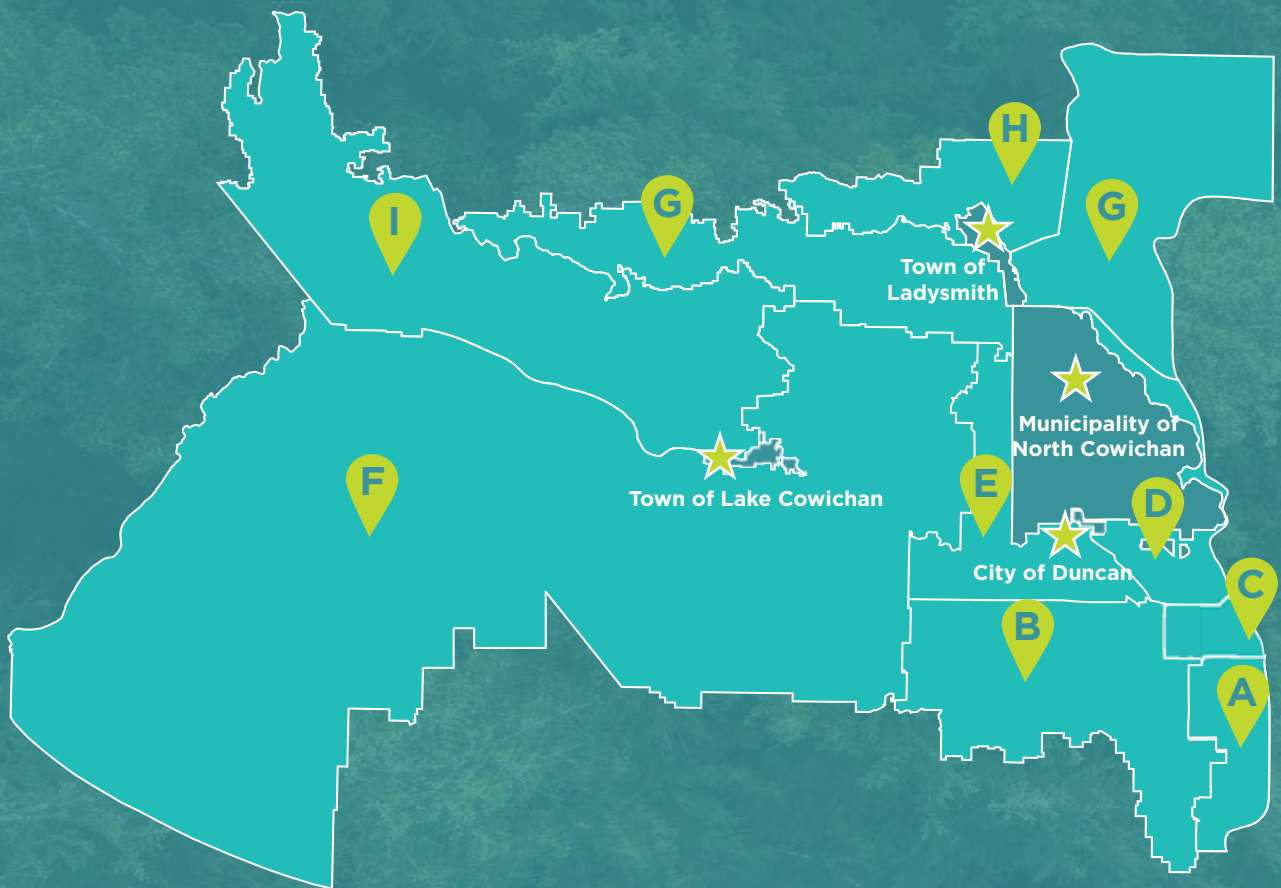 H
G
G
I
Town of
Ladysmith
Municipality of
North Cowichan
F
Town of Lake Cowichan
E
D
City of Duncan
C
B
A